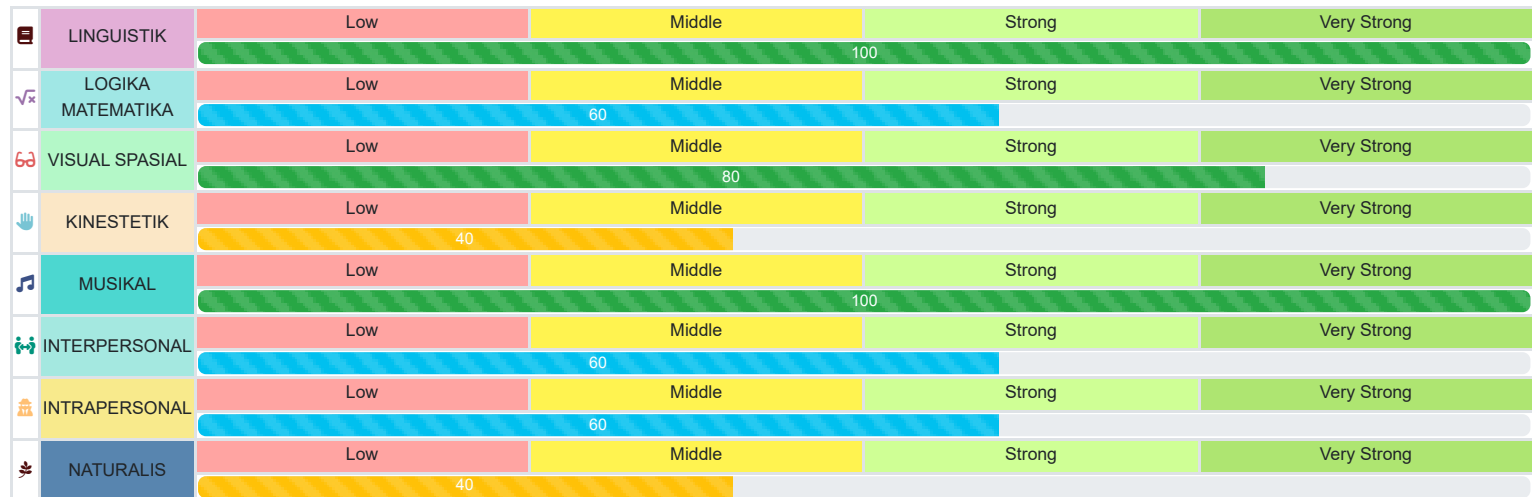 LINGUISTIK
Low Middle Strong Very Strong
100
LOGIKA
MATEMATIKA
Low Middle Strong Very Strong
60
VISUAL SPASIAL
Low Middle Strong Very Strong
80
KINESTETIK
Low Middle Strong Very Strong
40
MUSIKAL
Low Middle Strong Very Strong
100
INTERPERSONAL
Low Middle Strong Very Strong
60
INTRAPERSONAL
Low Middle Strong Very Strong
60
NATURALIS
Low Middle Strong Very Strong
40